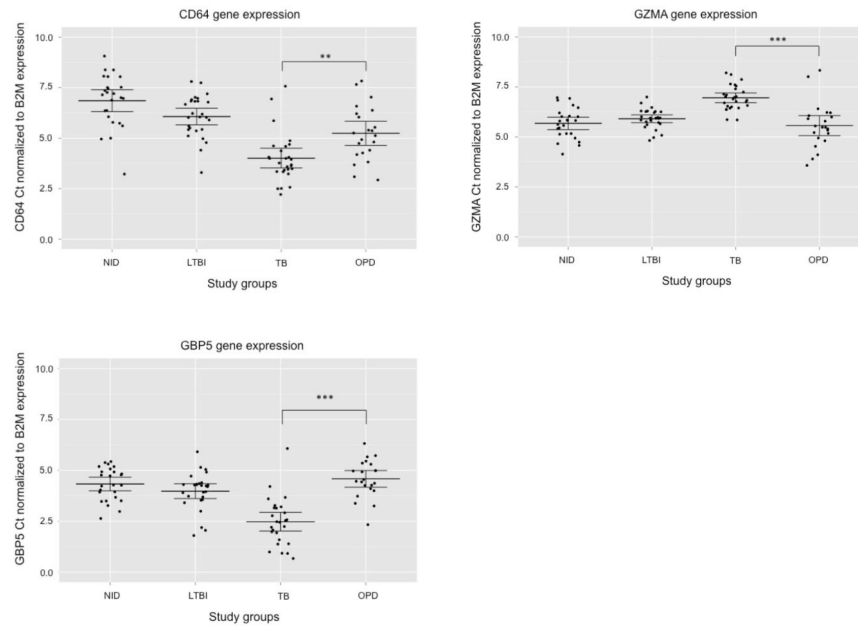 CD64 gene expression
CD64 Ct normalized to B2M expression
10.0
7.5
5.0
2.5
0.0
**
NID LTBI TB OPD
Study groups
GZMA gene expression
GZMA Ct normalized to B2M expression
10.0
7.5
5.0
2.5
0.0
***
NID LTBI TB OPD
Study groups
GBP5 gene expression
GBP5 Ct normalized to B2M expression
10.0
7.5
5.0
2.5
0.0
***
NID LTBI TB OPD
Study groups